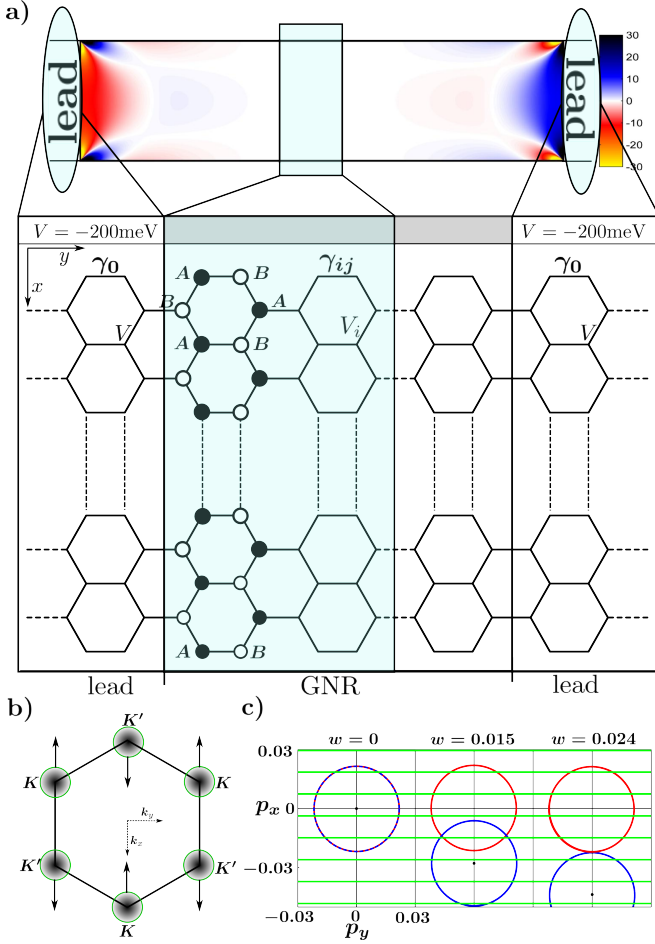 a)
lead
lead
30
20
10
0
-10
-20
-30
V = −200meV
V = −200meV
y
x
γ0
γij
γ0
A
B
B
A
V
A
B
Vi
V
A
B
lead
GNR
lead
b)
K'
K
K
ky
kx
K'
K'
K
c)
w = 0
w = 0.015
w = 0.024
0.03
px 0
−0.03
−0.03
0
0.03
py